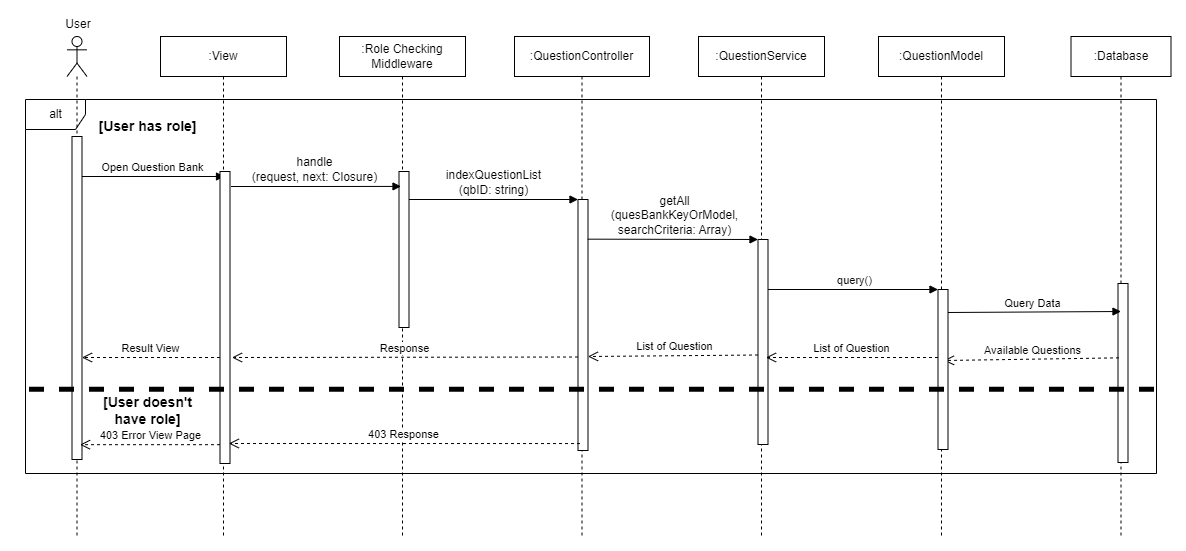 User
:View
:Role Checking
Middleware
:QuestionController
:QuestionService
:QuestionModel
:Database
alt
[User has role]
Open Question Bank
handle
(request, next: Closure)
indexQuestionList
(qbID: string)
getAll
(quesBankKeyOrModel,
searchCriteria: Array)
query()
Query Data
Result View
Response
List of Question
List of Question
Available Questions
[User doesn't
have role]
403 Error View Page
403 Response